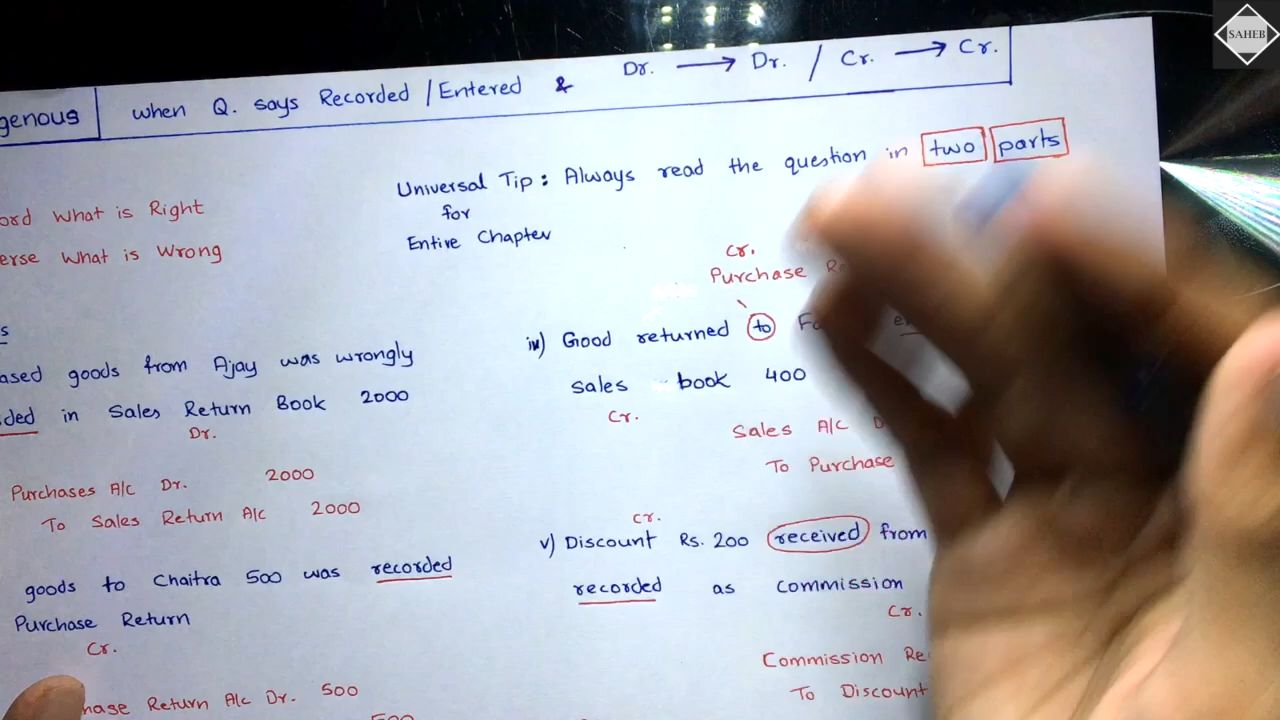 SAHEB
genous when Q. says Recorded / Entered & Dr. → Dr. / Cr. → Cr.
Universal Tip: Always read the question in two parts
for
Entire Chapter
ord What is Right
erse What is Wrong
s
ased goods from Ajay was wrongly
ded in Sales Return Book 2000
Dr.
Purchases A/c Dr. 2000
To Sales Return A/c 2000
goods to Chaitra 500 was recorded
Purchase Return
Cr.
hase Return A/c Dr. 500
500
Cr.
Purchase Re
iv) Good returned to
sales book 400
Cr.
Sales A/c D
To Purchase
Cr.
v) Discount Rs. 200 received from
recorded as commission
Cr.
Commission Re
To Discount